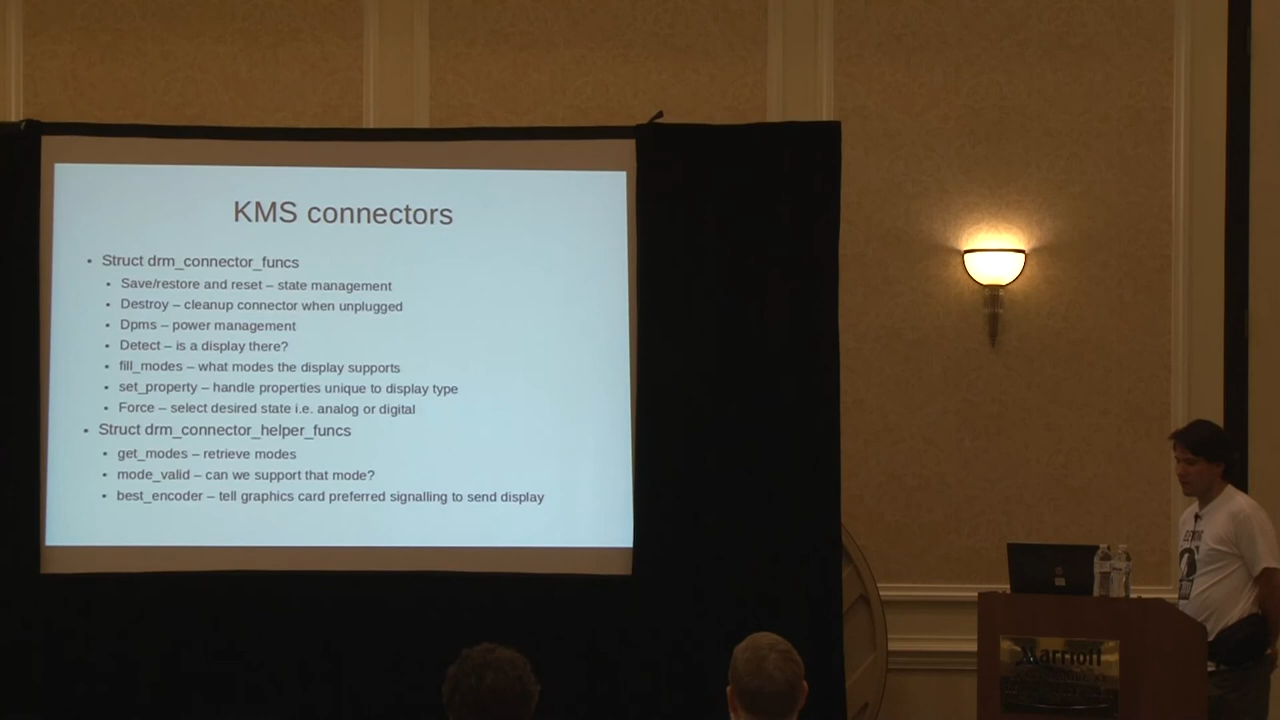 KMS connectors
• Struct drm_connector_funcs
• Save/restore and reset – state management
• Destroy – cleanup connector when unplugged
• Dpms – power management
• Detect – is a display there?
• fill_modes – what modes the display supports
• set_property – handle properties unique to display type
• Force – select desired state i.e. analog or digital
• Struct drm_connector_helper_funcs
• get_modes – retrieve modes
• mode_valid – can we support that mode?
• best_encoder – tell graphics card preferred signalling to send display
Marriott